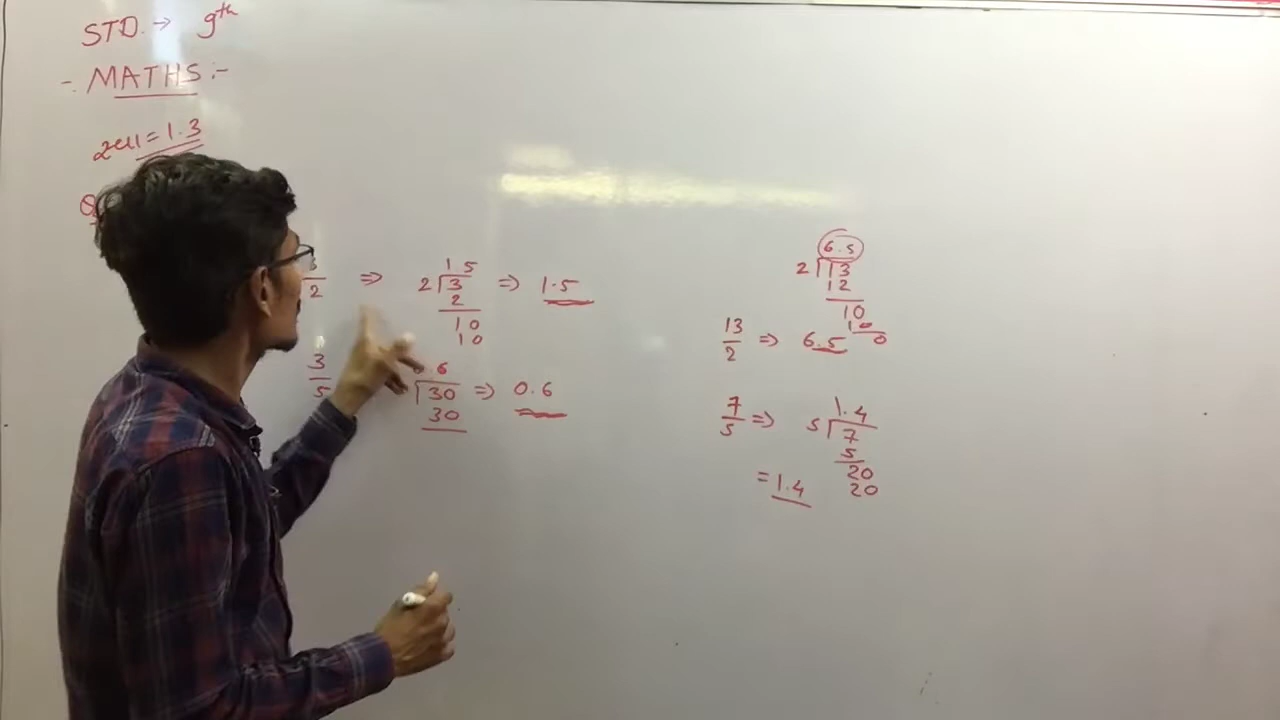 STD. → 9th
-: MATHS :-
= 1.3
Q
2 ⇒ 2 3 1 5 ⇒ 1.5
2
10
10
3/5 .6 30 ⇒ 0.6
30
6.5
2 13
12
10
10
0
13/2 ⇒ 6.5
7/5 ⇒ 1.4
5 7
5
20
20
= 1.4